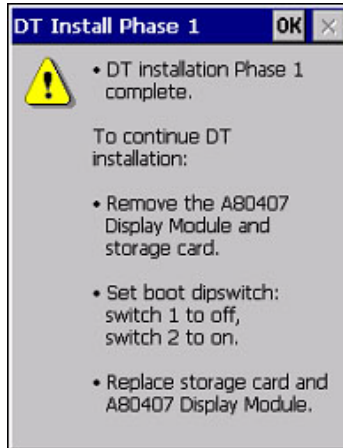 DT Install Phase 1 OK
• DT installation Phase 1
complete.
To continue DT
installation:
• Remove the A80407
Display Module and
storage card.
• Set boot dipswitch:
switch 1 to off,
switch 2 to on.
• Replace storage card and
A80407 Display Module.